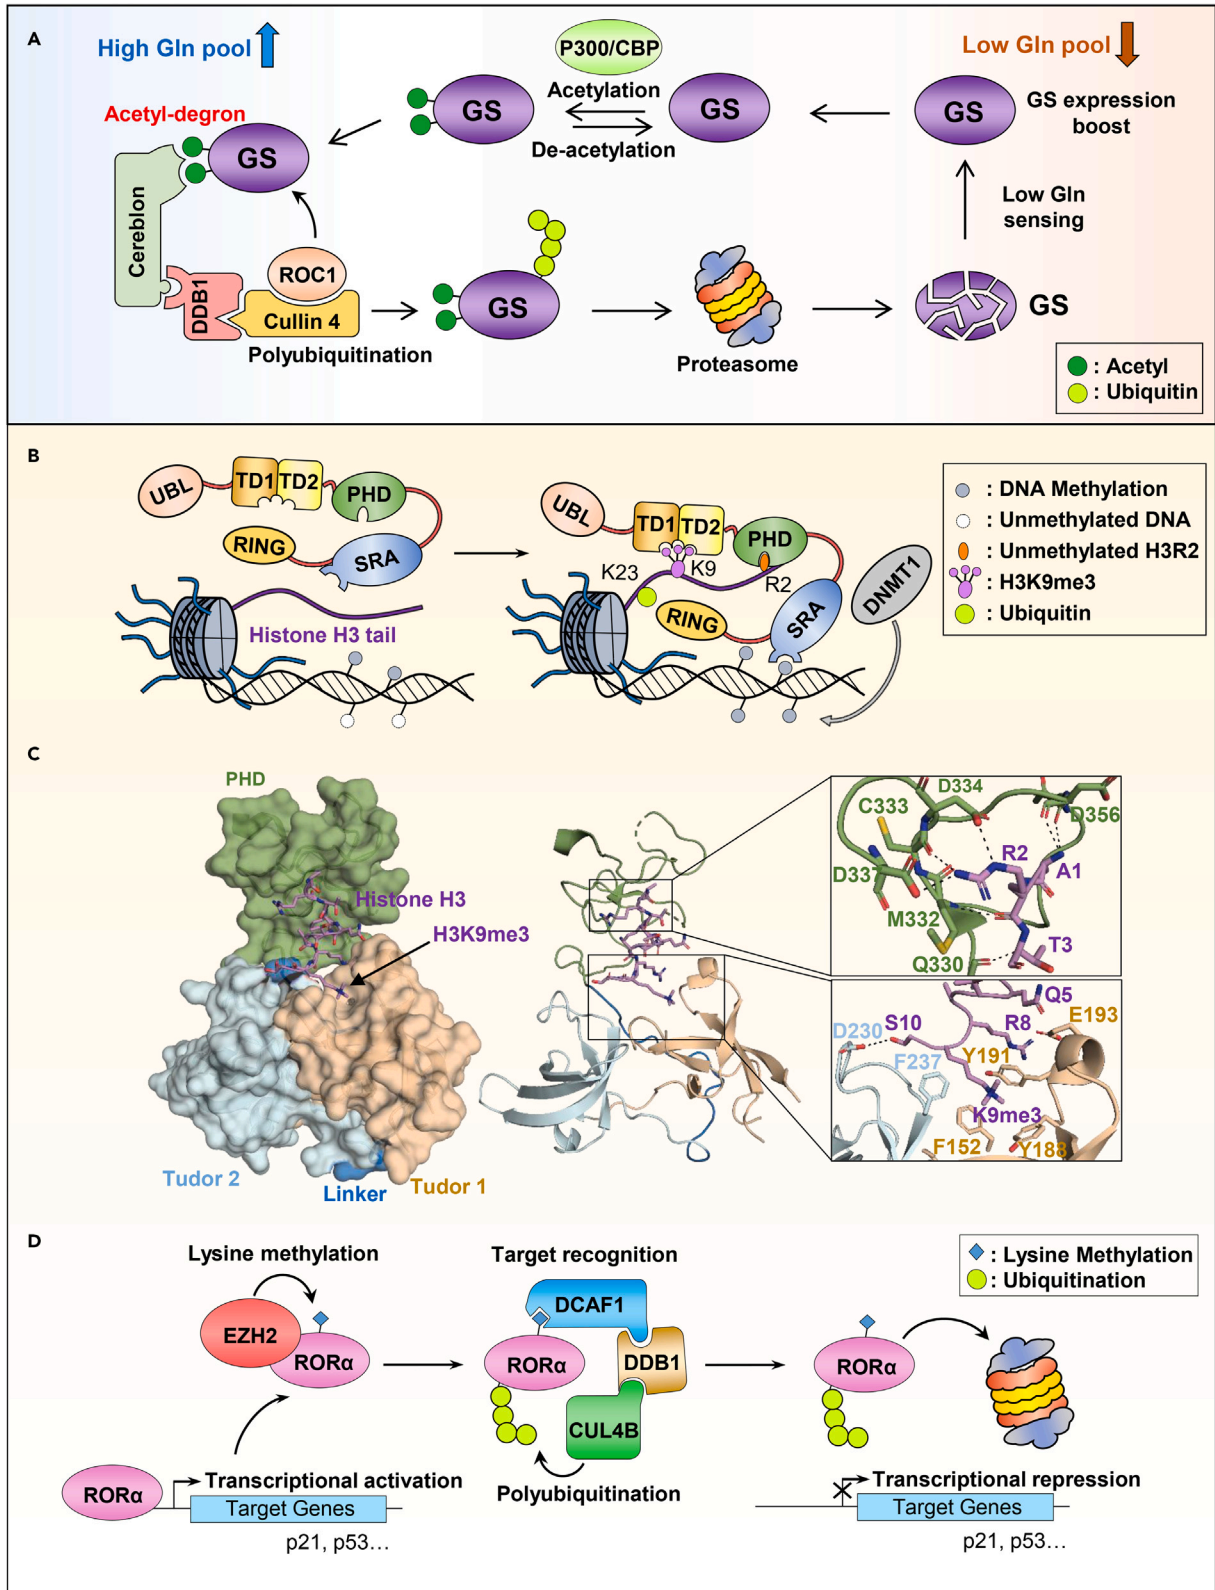 A
High Gln pool
P300/CBP
Low Gln pool
Acetylation
GS
GS
GS
GS expression
boost
Acetyl-degron
GS
De-acetylation
Cereblon
Low Gln
sensing
ROC1
DDB1
Cullin 4
GS
GS
Polyubiquitination
Proteasome
: Acetyl
: Ubiquitin
B
UBL
TD1
TD2
PHD
RING
SRA
Histone H3 tail
UBL
TD1
TD2
PHD
K23
K9
R2
RING
SRA
DNMT1
: DNA Methylation
: Unmethylated DNA
: Unmethylated H3R2
: H3K9me3
: Ubiquitin
C
PHD
Histone H3
H3K9me3
Tudor 2
Linker
Tudor 1
D334
C333
D356
R2
A1
D337
M332
T3
Q330
Q5
S10
R8
E193
D230
F237
Y191
K9me3
F152
Y188
D
Lysine methylation
Target recognition
: Lysine Methylation
: Ubiquitination
EZH2
RORα
DCAF1
RORα
DDB1
CUL4B
RORα
Polyubiquitination
RORα
Transcriptional activation
Target Genes
p21, p53...
Transcriptional repression
Target Genes
p21, p53...